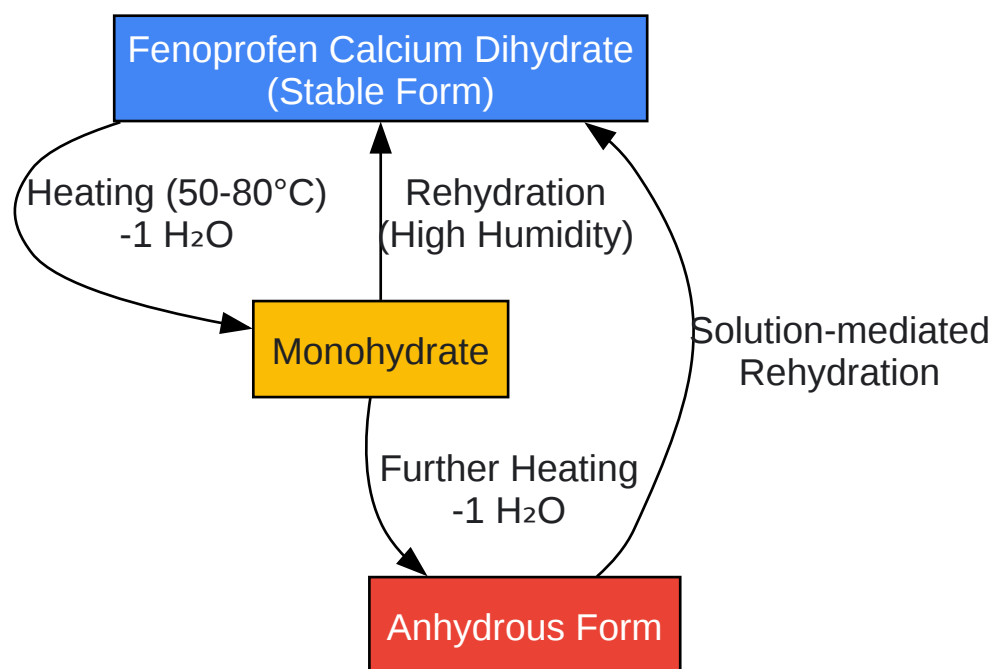 Fenoprofen Calcium Dihydrate
(Stable Form)
Heating (50-80°C)
-1 H₂O
Rehydration
(High Humidity)
Monohydrate
Solution-mediated
Rehydration
Further Heating
-1 H₂O
Anhydrous Form